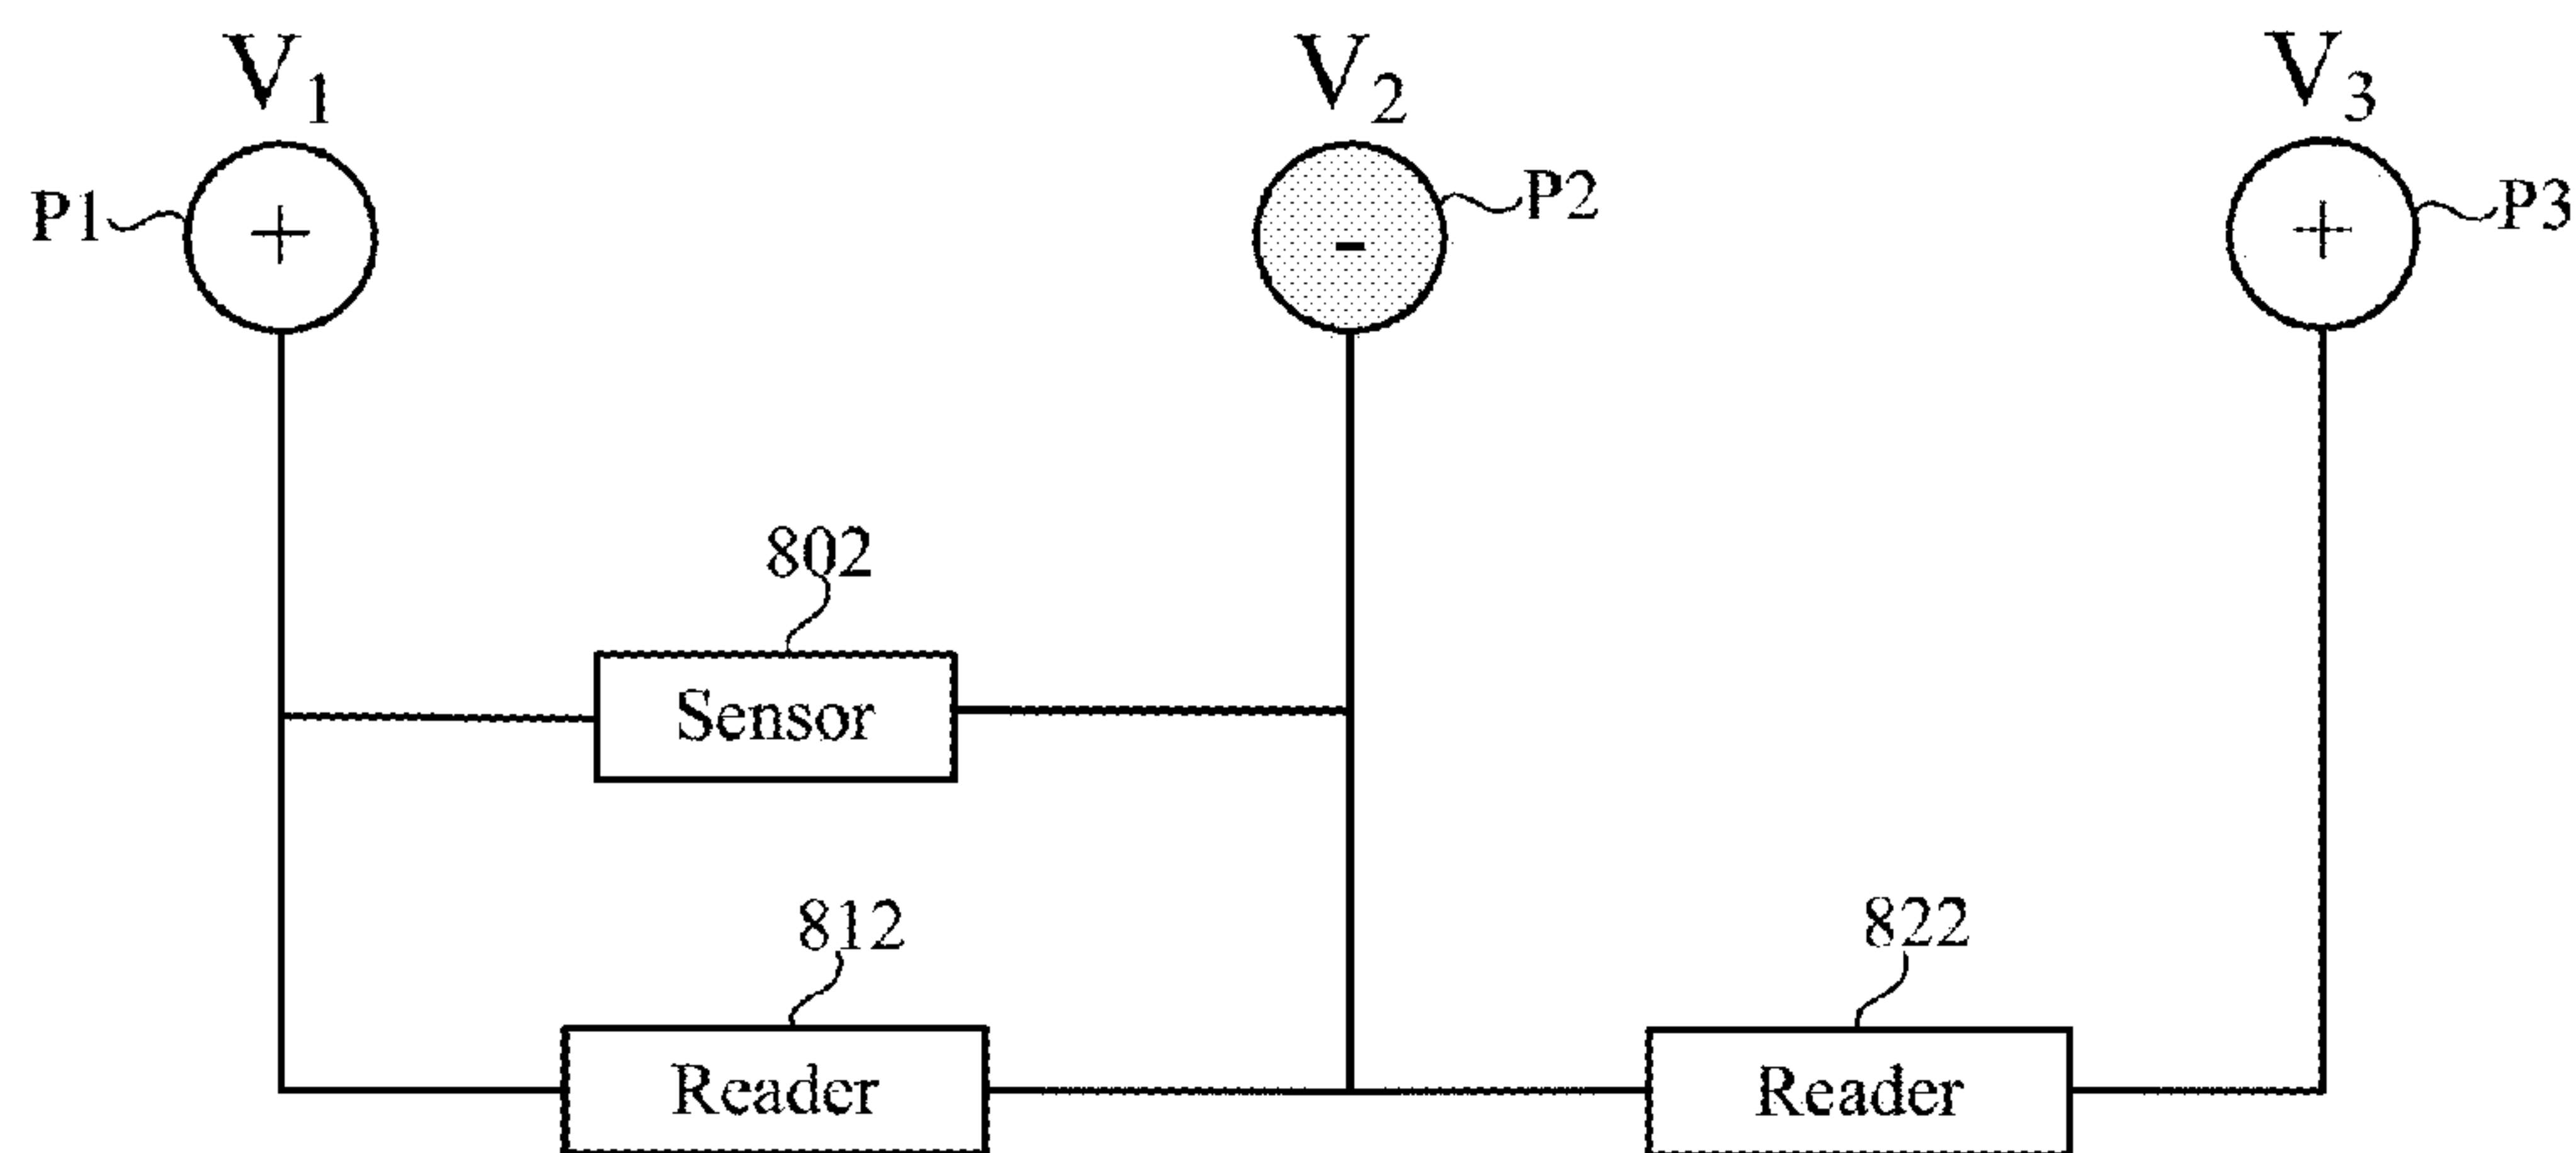 V1 V2 V3
P1 + - P2 + P3
802
Sensor
812 822
Reader Reader